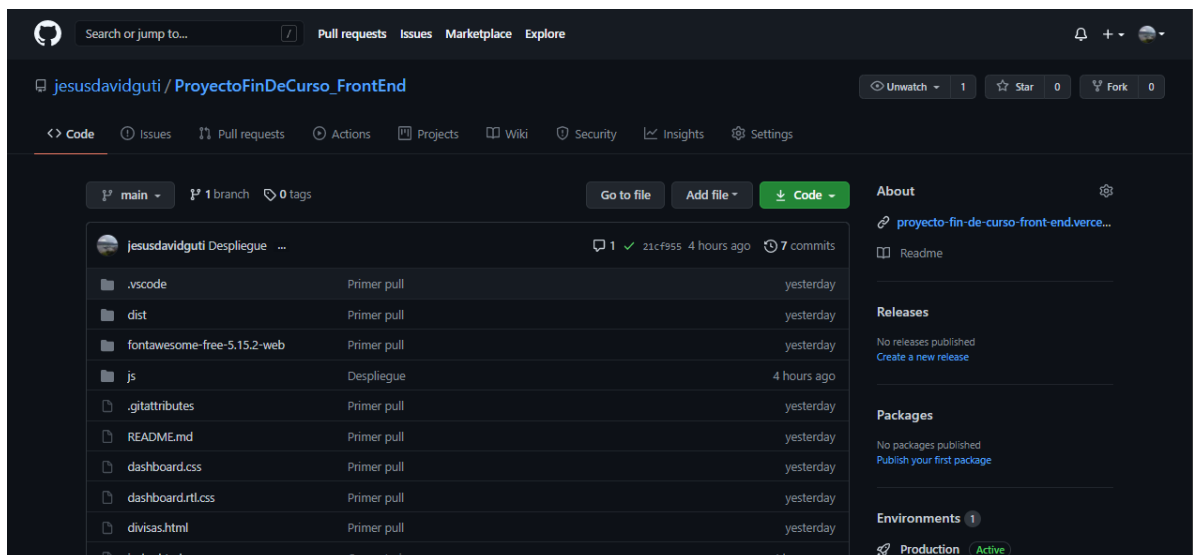 Search or jump to... / Pull requests Issues Marketplace Explore
jesusdavidguti / ProyectoFinDeCurso_FrontEnd Unwatch 1 Star 0 Fork 0
Code Issues Pull requests Actions Projects Wiki Security Insights Settings
main 1 branch 0 tags Go to file Add file Code
jesusdavidguti Despliegue ... 1 21cf955 4 hours ago 7 commits
.vscode Primer pull yesterday
dist Primer pull yesterday
fontawesome-free-5.15.2-web Primer pull yesterday
js Despliegue 4 hours ago
.gitattributes Primer pull yesterday
README.md Primer pull yesterday
dashboard.css Primer pull yesterday
dashboard.rtl.css Primer pull yesterday
divisas.html Primer pull yesterday
About
proyecto-fin-de-curso-front-end.verce...
Readme
Releases
No releases published
Create a new release
Packages
No packages published
Publish your first package
Environments 1
Production Active